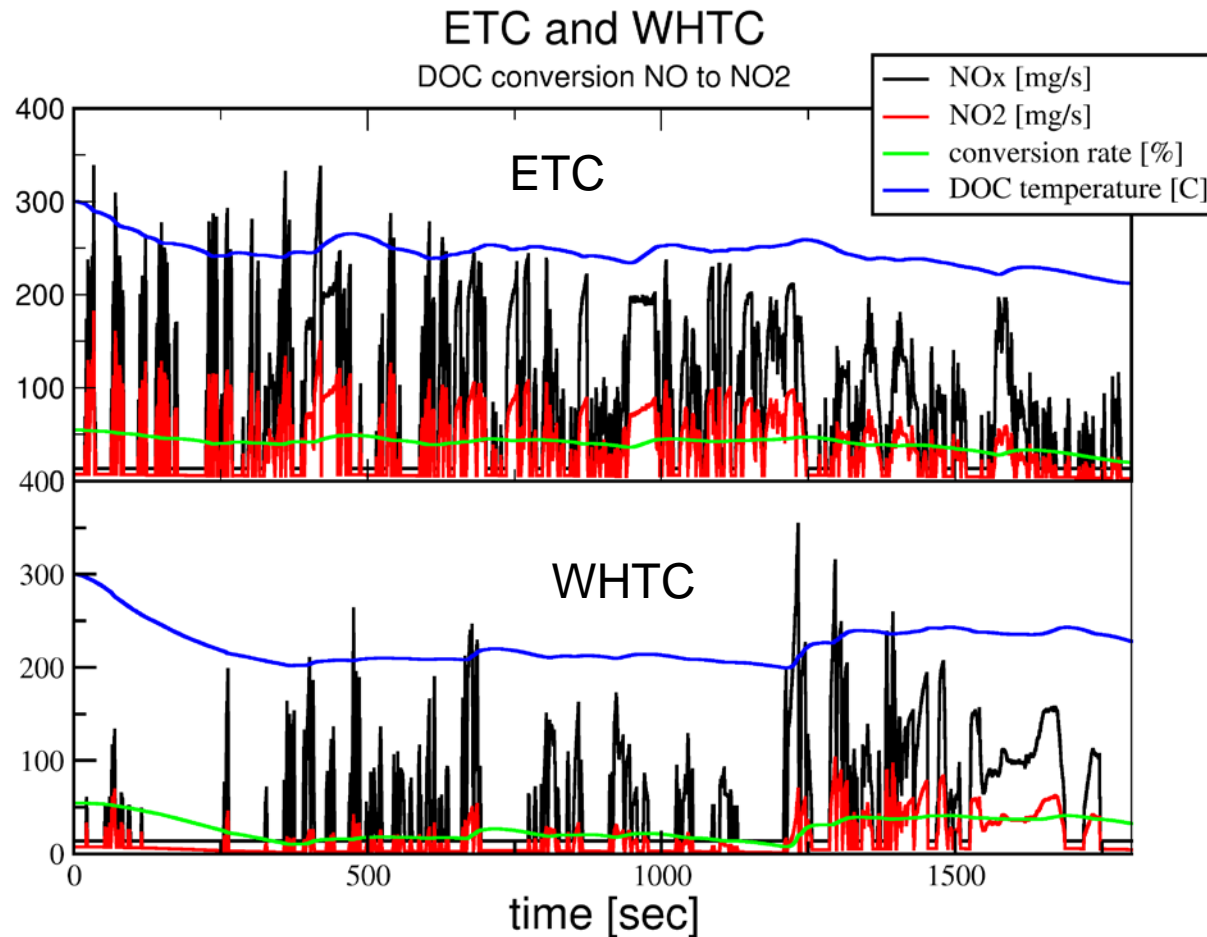 ETC and WHTC
DOC conversion NO to NO2
NOx [mg/s]
NO2 [mg/s]
conversion rate [%]
DOC temperature [C]
400
300
200
100
ETC
400
300
200
100
0
WHTC
0
500
1000
1500
time [sec]